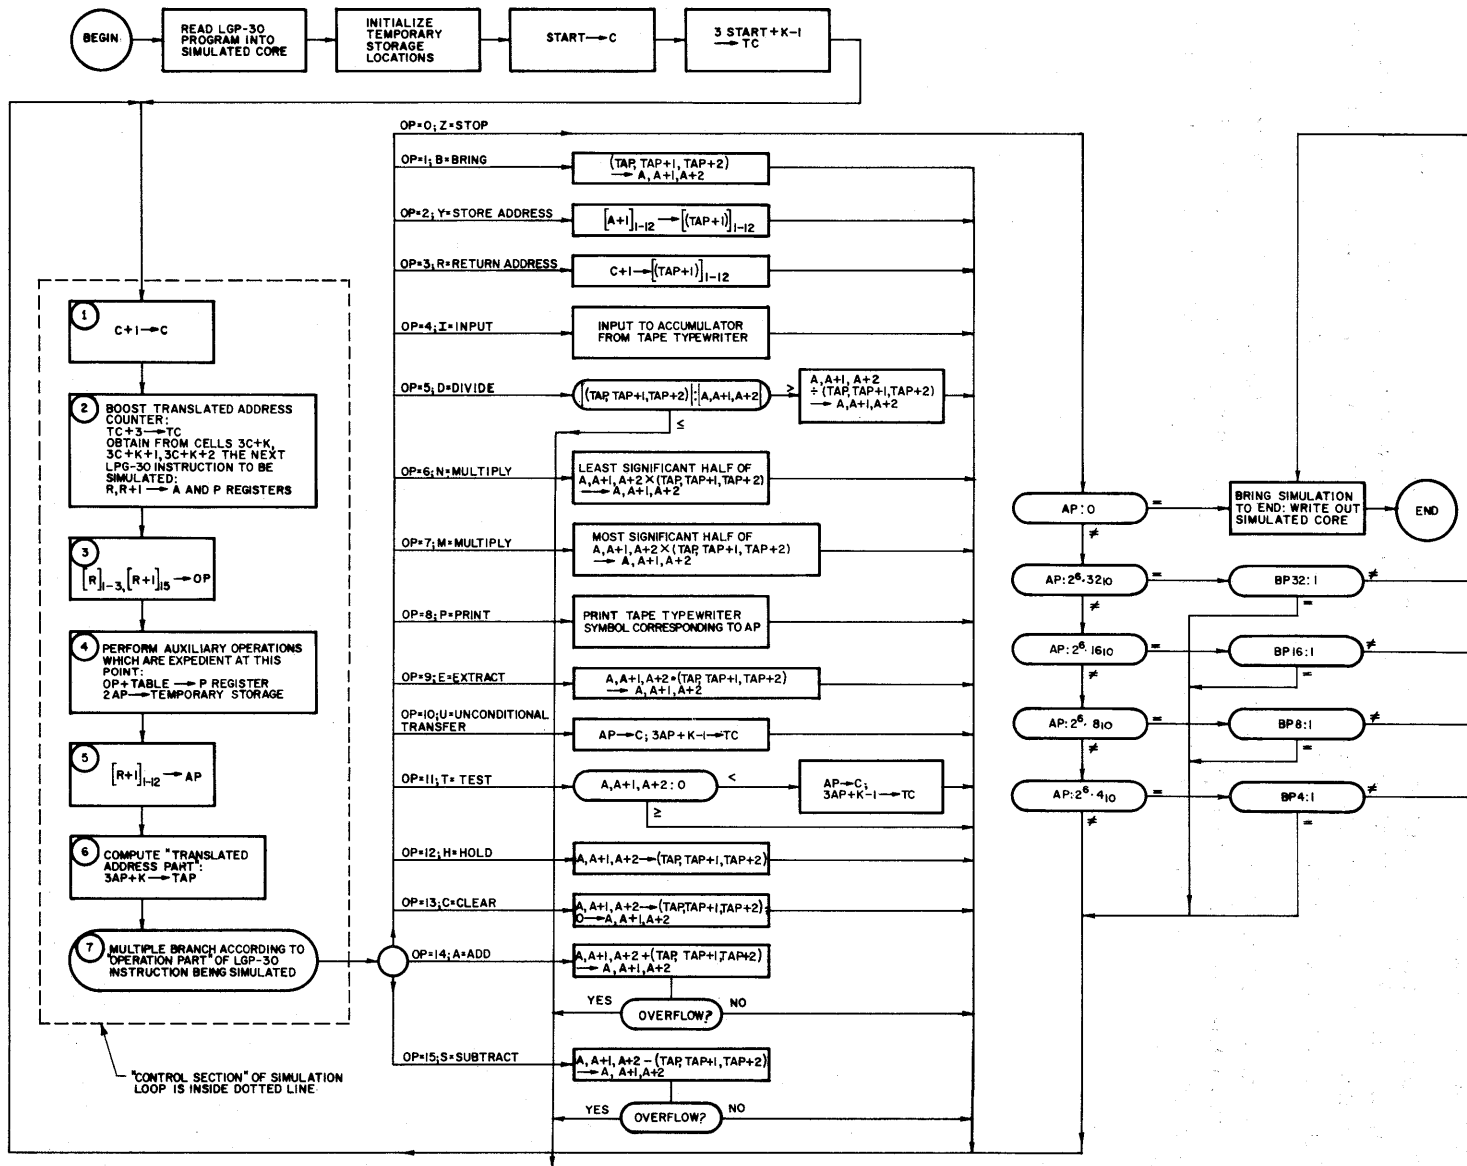 BEGIN
READ LGP-30
PROGRAM INTO
SIMULATED CORE
INITIALIZE
TEMPORARY
STORAGE
LOCATIONS
START→C
3 START+K-1
→ TC
1
C+1→C
2
BOOST TRANSLATED ADDRESS
COUNTER:
TC+3→TC
OBTAIN FROM CELLS 3C+K,
3C+K+1,3C+K+2 THE NEXT
LPG-30 INSTRUCTION TO BE
SIMULATED:
R,R+1 → A AND P REGISTERS
3
[R]1-3,[R+1]15 → OP
4
PERFORM AUXILIARY OPERATIONS
WHICH ARE EXPEDIENT AT THIS
POINT:
OP+TABLE → P REGISTER
2AP→TEMPORARY STORAGE
5
[R+1]1-12 → AP
6
COMPUTE "TRANSLATED
ADDRESS PART":
3AP+K→TAP
7
MULTIPLE BRANCH ACCORDING TO
"OPERATION PART" OF LGP-30
INSTRUCTION BEING SIMULATED
"CONTROL SECTION" OF SIMULATION
LOOP IS INSIDE DOTTED LINE
OP=0; Z=STOP
OP=1; B=BRING
(TAP, TAP+1, TAP+2)
→ A, A+1, A+2
OP=2; Y=STORE ADDRESS
[A+1]1-12 → [(TAP+1)]1-12
OP=3; R=RETURN ADDRESS
C+1→[(TAP+1)]1-12
OP=4; I=INPUT
INPUT TO ACCUMULATOR
FROM TAPE TYPEWRITER
OP=5; D=DIVIDE
|(TAP, TAP+1, TAP+2)|:|A,A+1,A+2|
>
≤
A, A+1, A+2
÷ (TAP, TAP+1, TAP+2)
→ A, A+1, A+2
OP=6; N=MULTIPLY
LEAST SIGNIFICANT HALF OF
A,A+1, A+2 × (TAP, TAP+1, TAP+2)
→ A, A+1, A+2
OP=7; M=MULTIPLY
MOST SIGNIFICANT HALF OF
A,A+1, A+2 × (TAP, TAP+1, TAP+2)
→ A, A+1, A+2
OP=8; P=PRINT
PRINT TAPE TYPEWRITER
SYMBOL CORRESPONDING TO AP
OP=9; E=EXTRACT
A, A+1, A+2 • (TAP, TAP+1, TAP+2)
→ A, A+1, A+2
OP=10; U=UNCONDITIONAL
TRANSFER
AP→C; 3AP+K-1→TC
OP=11; T= TEST
A,A+1, A+2: 0
<
≥
AP→C;
3AP+K-1→TC
OP=12; H=HOLD
A, A+1, A+2→(TAP, TAP+1, TAP+2)
OP=13; C=CLEAR
A, A+1, A+2→(TAP,TAP+1, TAP+2)
0→A, A+1, A+2
OP=14; A=ADD
A, A+1, A+2+(TAP, TAP+1, TAP+2)
→ A, A+1, A+2
YES
OVERFLOW?
NO
OP=15; S=SUBTRACT
A, A+1, A+2-(TAP, TAP+1, TAP+2)
→ A, A+1,A+2
YES
OVERFLOW?
NO
AP: 0
=
≠
BRING SIMULATION
TO END: WRITE OUT
SIMULATED CORE
END
AP: 2⁶·32₁₀
=
≠
BP32: 1
≠
=
AP: 2⁶·16₁₀
=
≠
BP16: 1
≠
=
AP: 2⁶·8₁₀
=
≠
BP8: 1
≠
=
AP: 2⁶·4₁₀
=
≠
BP4: 1
≠
=